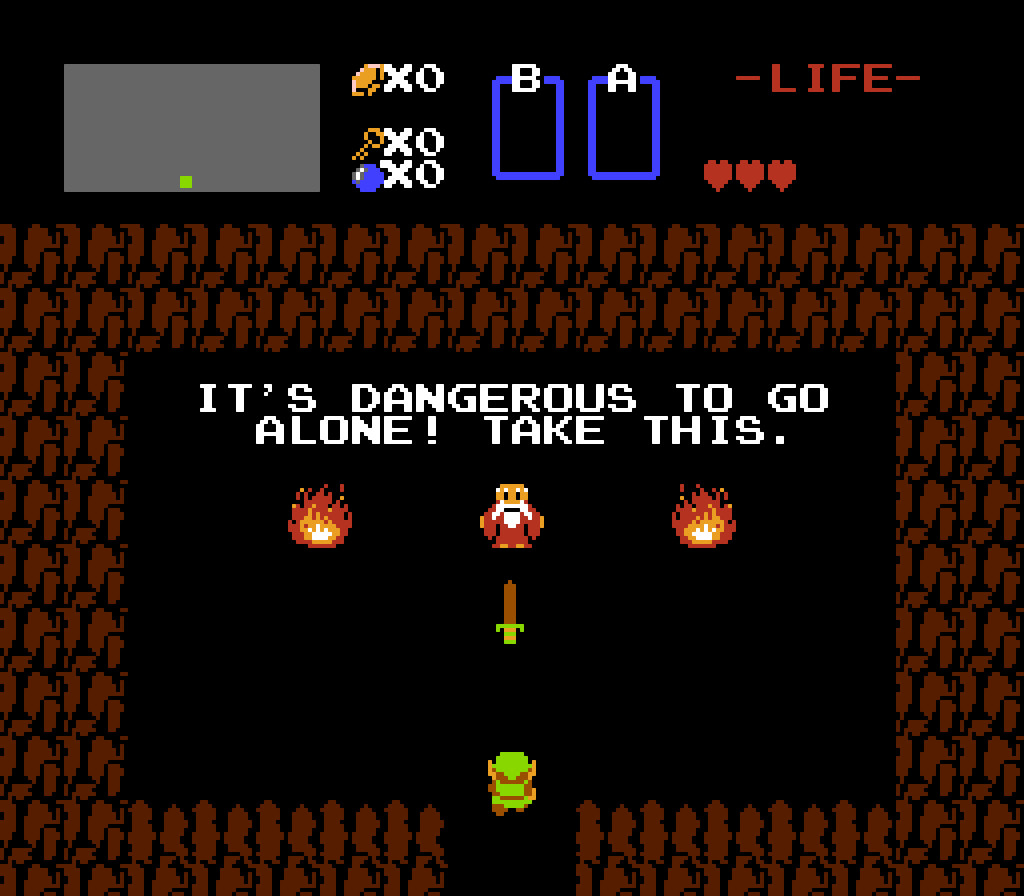 X0
B A
-LIFE-
X0
X0
IT'S DANGEROUS TO GO
ALONE! TAKE THIS.